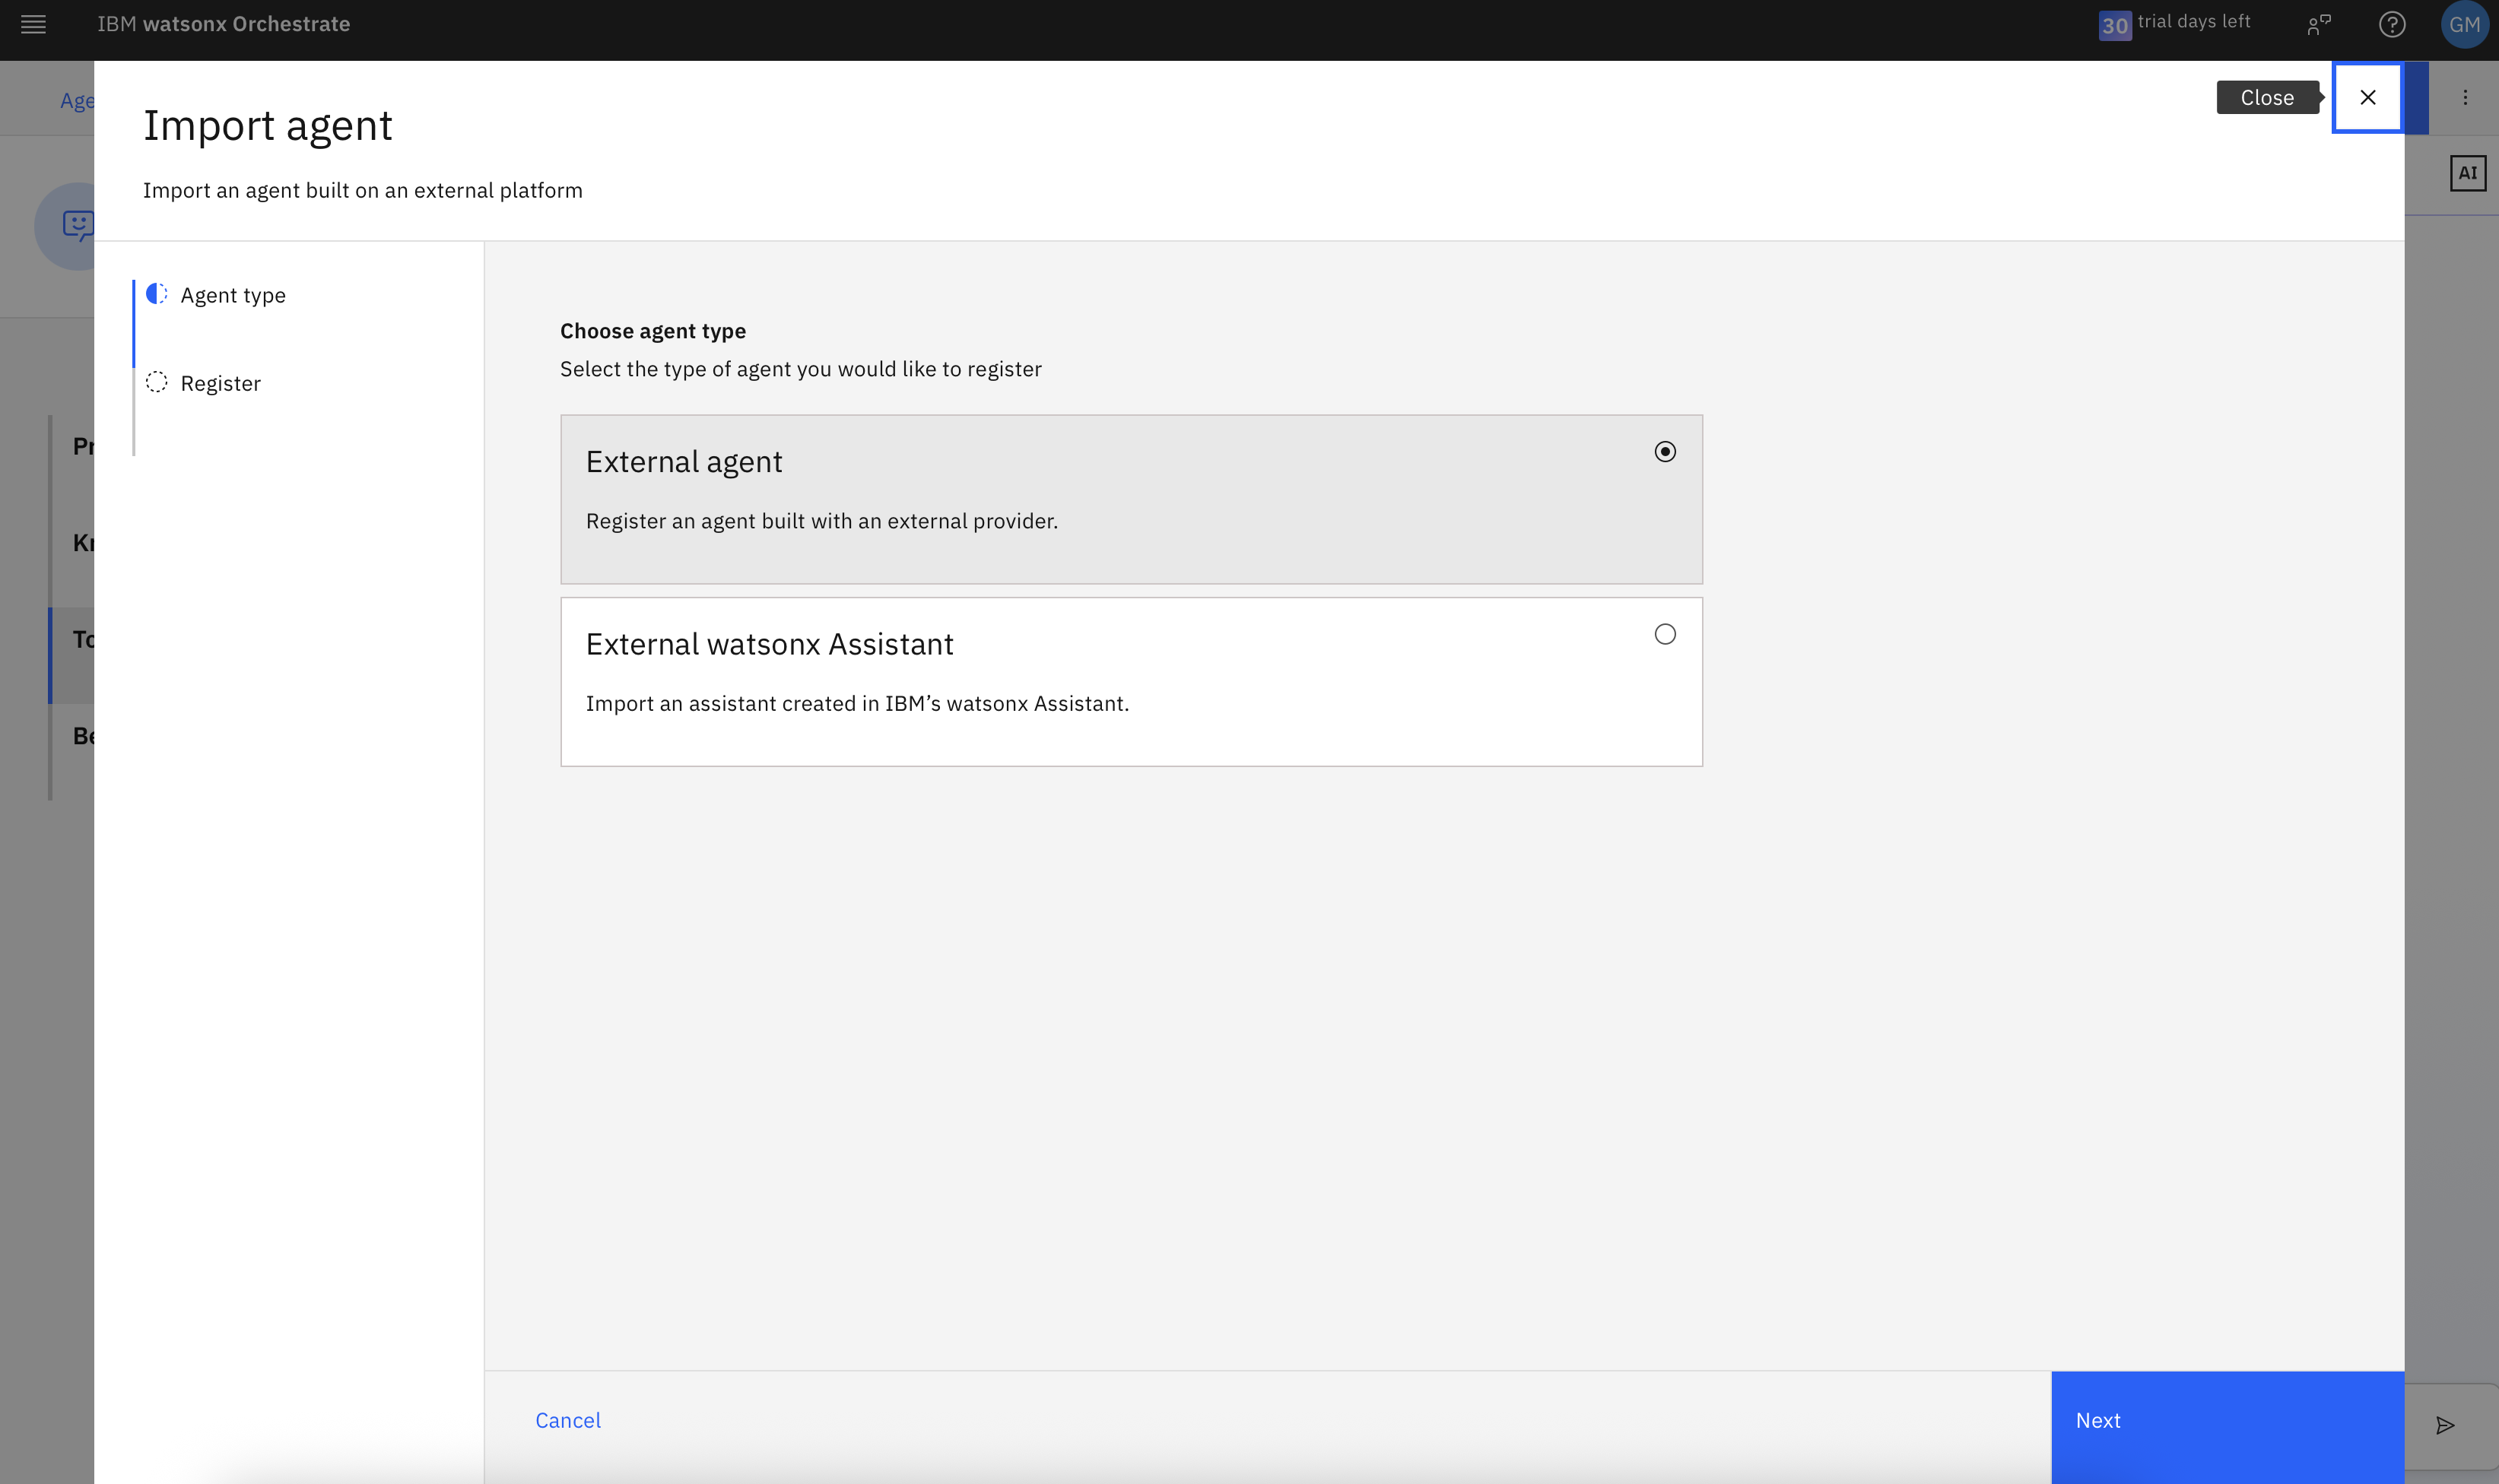 IBM watsonx Orchestrate
30 trial days left
GM
Age
Import agent
Close
Import an agent built on an external platform
AI
Agent type
Register
Choose agent type
Select the type of agent you would like to register
External agent
Register an agent built with an external provider.
External watsonx Assistant
Import an assistant created in IBM’s watsonx Assistant.
Pr
Kr
To
Be
Cancel
Next